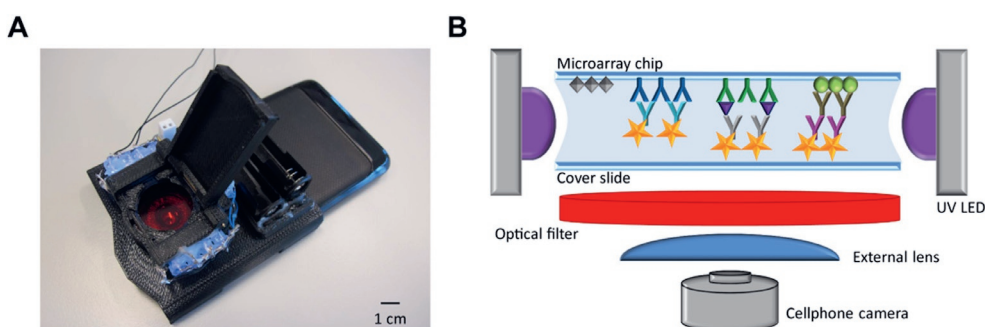 A
1 cm
B
Microarray chip
Cover slide
UV LED
Optical filter
External lens
Cellphone camera